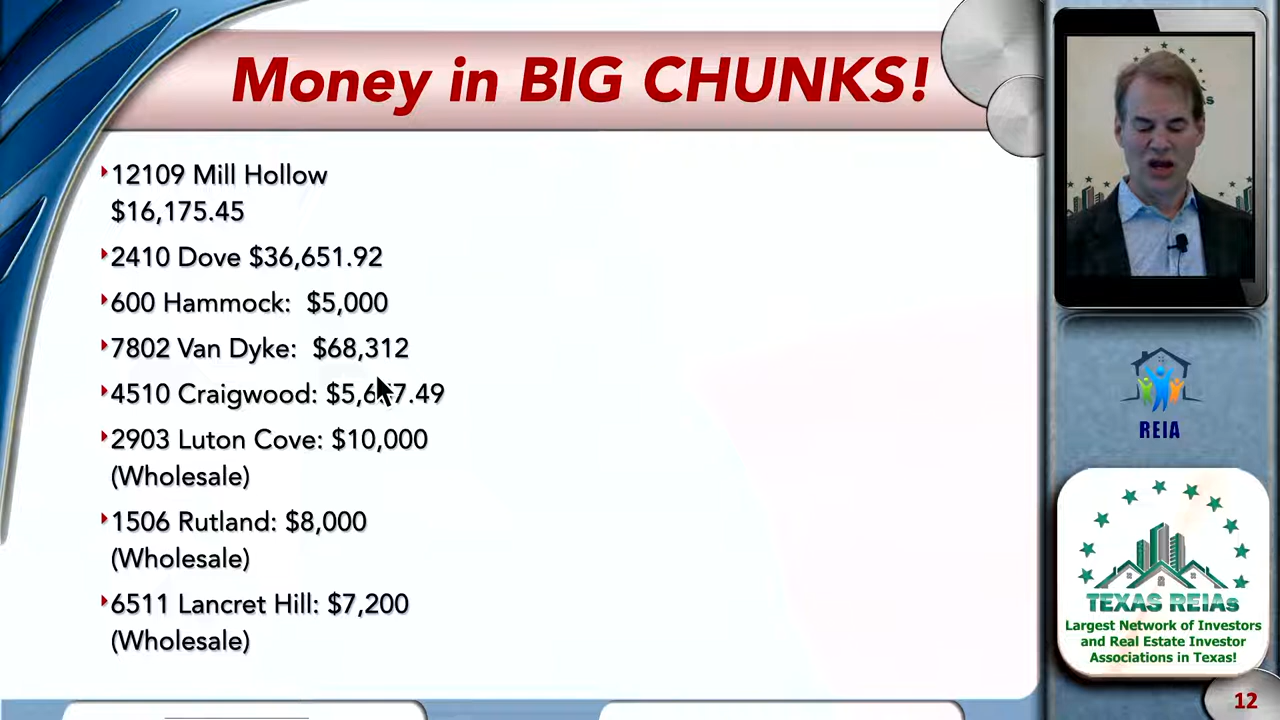 Money in BIG CHUNKS!
12109 Mill Hollow
$16,175.45
2410 Dove $36,651.92
600 Hammock: $5,000
7802 Van Dyke: $68,312
4510 Craigwood:
2903 Luton Cove: $10,000
(Wholesale)
1506 Rutland: $8,000
(Wholesale)
6511 Lancret Hill: $7,200
(Wholesale)
REIA
TEXAS REIAs
Largest Network of Investors
and Real Estate Investor
Associations in Texas!
12